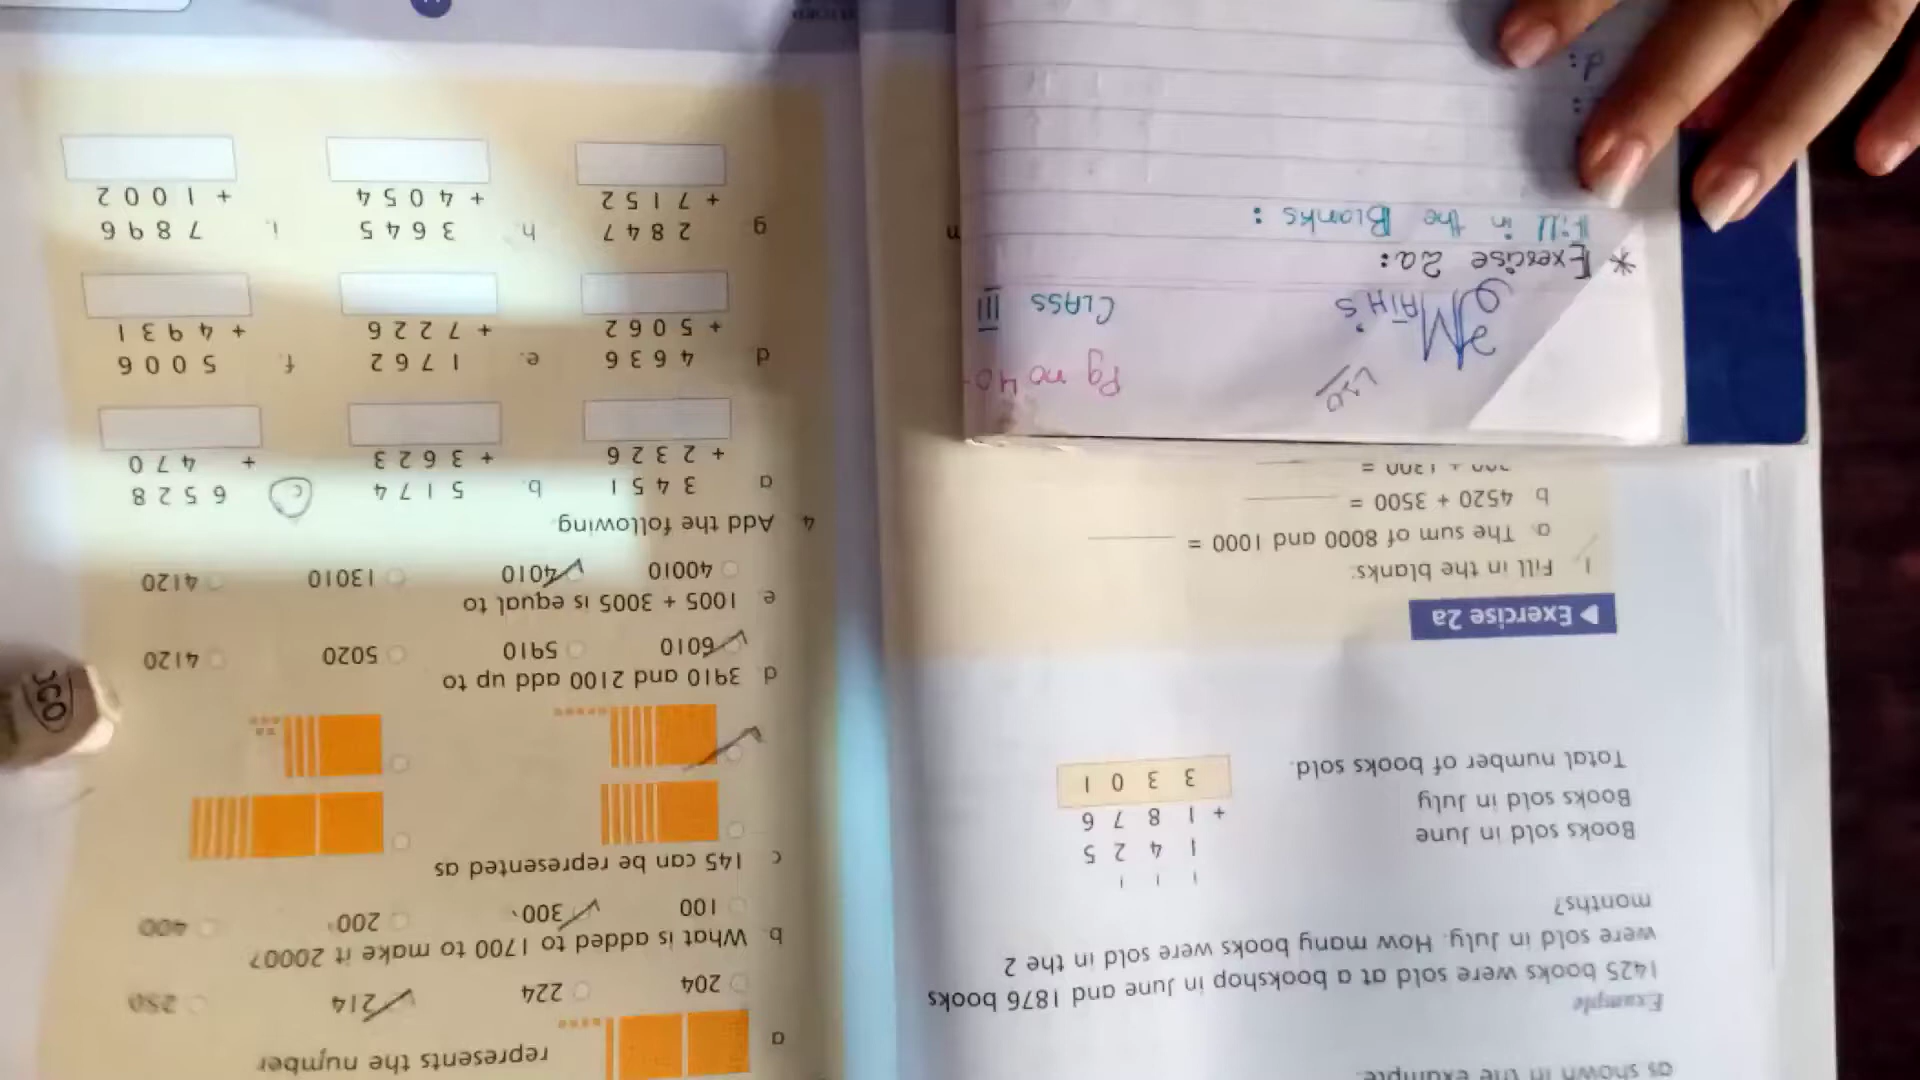 as shown in the example.
Example
1425 books were sold at a bookshop in June and 1876 books
were sold in July. How many books were sold in the 2
months?
1 1 1
Books sold in June 1 4 2 5
Books sold in July + 1 8 7 6
Total number of books sold. 3 3 0 1
Exercise 2a
1. Fill in the blanks:
a. The sum of 8000 and 1000 =
b 4520 + 3500 =
Pg no 40
MATH'S CLASS III
* Exercise 2a:
Fill in the Blanks :
d:
a represents the number
204 224 214 250
b. What is added to 1700 to make it 2000?
100 300 200 400
c 145 can be represented as
d 3910 and 2100 add up to
6010 5910 5020 4120
e 1005 + 3005 is equal to
40010 4010 13010 4120
4 Add the following
a 3 4 5 1 b. 5 1 7 4 c 6 5 2 8
+ 2 3 2 6 + 3 6 2 3 + 4 7 0
d 4 6 3 6 e. 1 7 6 2 f. 5 0 0 6
+ 5 0 6 2 + 7 2 2 6 + 4 9 3 1
g 2 8 4 7 h. 3 6 4 5 i. 7 8 9 6
+ 7 1 5 2 + 4 0 5 4 + 1 0 0 2